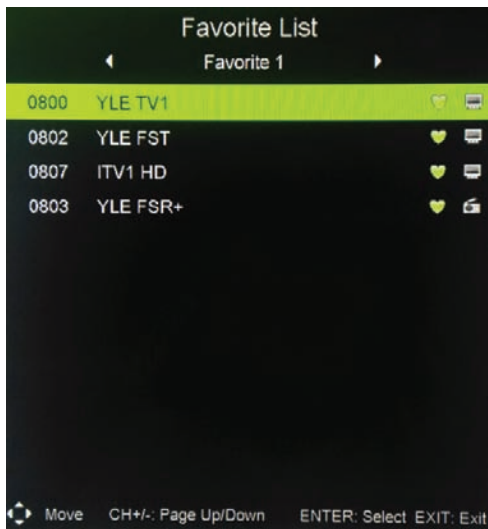 Favorite List
Favorite 1
0800 YLE TV1
0802 YLE FST
0807 ITV1 HD
0803 YLE FSR+
Move CH+/-: Page Up/Down ENTER: Select EXIT: Exit